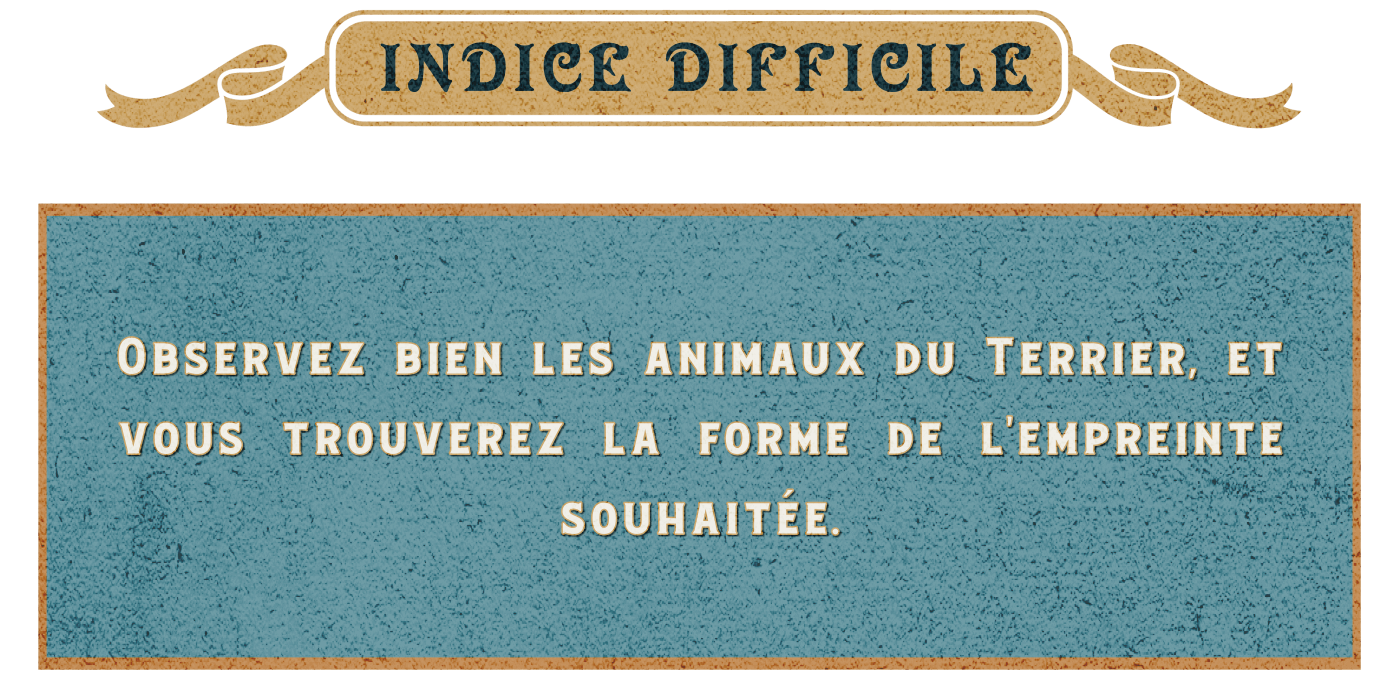 INDICE DIFFICILE
Observez bien les animaux du Terrier, et
vous trouverez la forme de l'empreinte
souhaitée.